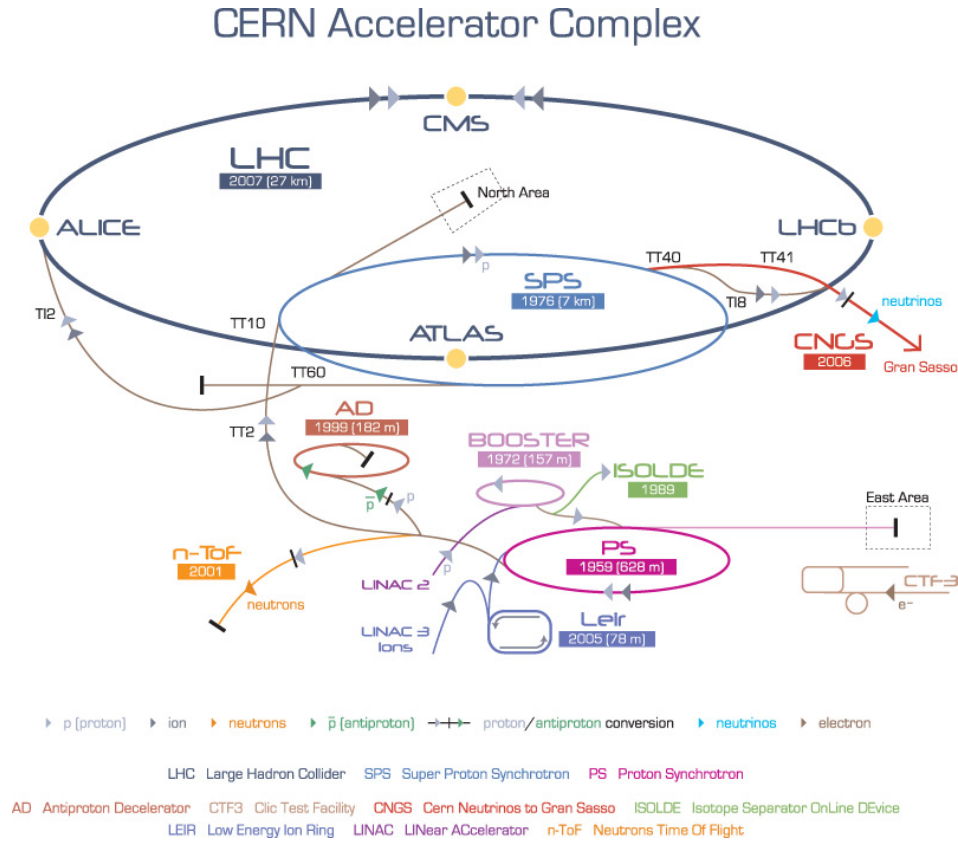 CERN Accelerator Complex
CMS
LHC
2007 (27 km)
North Area
ALICE
LHCb
TT40
TT41
SPS
1976 (7 km)
p
TI8
TI2
TT10
neutrinos
ATLAS
CNGS
2006
Gran Sasso
TT60
AD
1999 (182 m)
TT2
BOOSTER
1972 (157 m)
ISOLDE
1989
p̅
p
East Area
n-ToF
2001
PS
1959 (628 m)
LINAC 2
p
neutrons
CTF-3
e-
LINAC 3
Ions
Leir
2005 (78 m)
p (proton) ion neutrons p̅ (antiproton) proton/antiproton conversion neutrinos electron
LHC Large Hadron Collider SPS Super Proton Synchrotron PS Proton Synchrotron
AD Antiproton Decelerator CTF3 Clic Test Facility CNGS Cern Neutrinos to Gran Sasso ISOLDE Isotope Separator OnLine DEvice
LEIR Low Energy Ion Ring LINAC LINear ACcelerator n-ToF Neutrons Time Of Flight